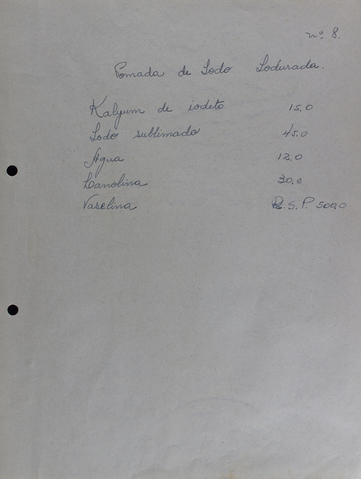 nº 8.
Pomada de Iodo Iodurada.
Kalyum de iodeto 15,0
Iodo sublimado 45,0
Água 12,0
Lanolina 30,0
Vaselina Q.S.P. 500,0